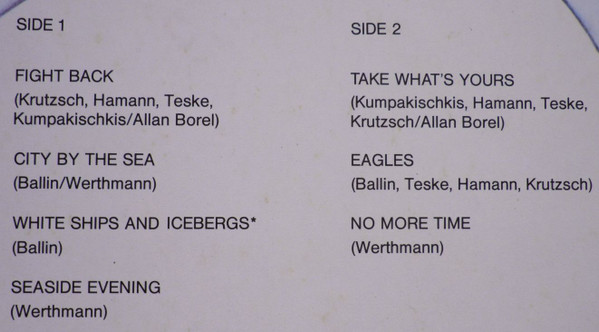 SIDE 1
FIGHT BACK
(Krutzsch, Hamann, Teske,
Kumpakischkis/Allan Borel)
CITY BY THE SEA
(Ballin/Werthmann)
WHITE SHIPS AND ICEBERGS*
(Ballin)
SEASIDE EVENING
(Werthmann)
SIDE 2
TAKE WHAT'S YOURS
(Kumpakischkis, Hamann, Teske,
Krutzsch/Allan Borel)
EAGLES
(Ballin, Teske, Hamann, Krutzsch)
NO MORE TIME
(Werthmann)